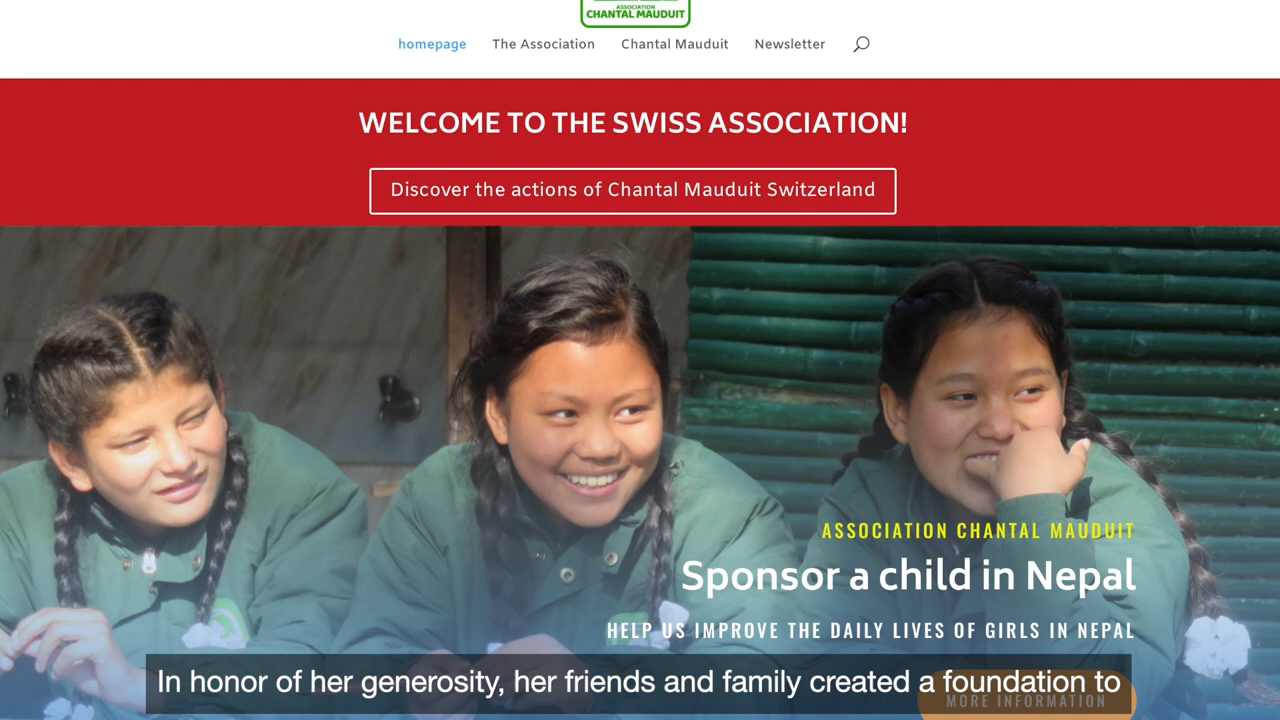 ASSOCIATION
CHANTAL MAUDUIT
homepage The Association Chantal Mauduit Newsletter
WELCOME TO THE SWISS ASSOCIATION!
Discover the actions of Chantal Mauduit Switzerland
ASSOCIATION CHANTAL MAUDUIT
Sponsor a child in Nepal
HELP US IMPROVE THE DAILY LIVES OF GIRLS IN NEPAL
In honor of her generosity, her friends and family created a foundation to
MORE INFORMATION